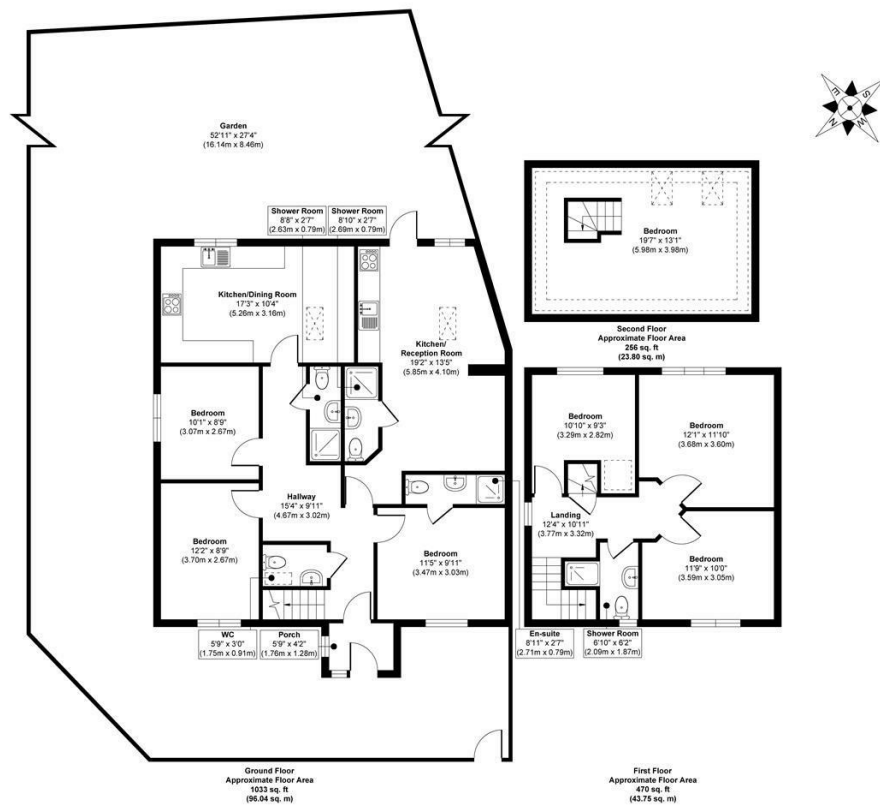 Garden
52'11" x 27'4"
(16.14m x 8.46m)
E
S
N
W
Shower Room
8'8" x 2'7"
(2.63m x 0.79m)
Shower Room
8'10" x 2'7"
(2.69m x 0.79m)
Bedroom
19'7" x 13'1"
(5.98m x 3.98m)
Kitchen/Dining Room
17'3" x 10'4"
(5.26m x 3.16m)
Kitchen/
Reception Room
19'2" x 13'5"
(5.85m x 4.10m)
Second Floor
Approximate Floor Area
256 sq. ft
(23.80 sq. m)
Bedroom
10'1" x 8'9"
(3.07m x 2.67m)
Bedroom
10'10" x 9'3"
(3.29m x 2.82m)
Bedroom
12'1" x 11'10"
(3.68m x 3.60m)
Hallway
15'4" x 9'11"
(4.67m x 3.02m)
Landing
12'4" x 10'11"
(3.77m x 3.32m)
Bedroom
12'2" x 8'9"
(3.70m x 2.67m)
Bedroom
11'5" x 9'11"
(3.47m x 3.03m)
Bedroom
11'9" x 10'0"
(3.59m x 3.05m)
WC
5'9" x 3'0"
(1.75m x 0.91m)
Porch
5'9" x 4'2"
(1.76m x 1.28m)
En-suite
8'11" x 2'7"
(2.71m x 0.79m)
Shower Room
6'10" x 6'2"
(2.09m x 1.87m)
Ground Floor
Approximate Floor Area
1033 sq. ft
(96.04 sq. m)
First Floor
Approximate Floor Area
470 sq. ft
(43.75 sq. m)